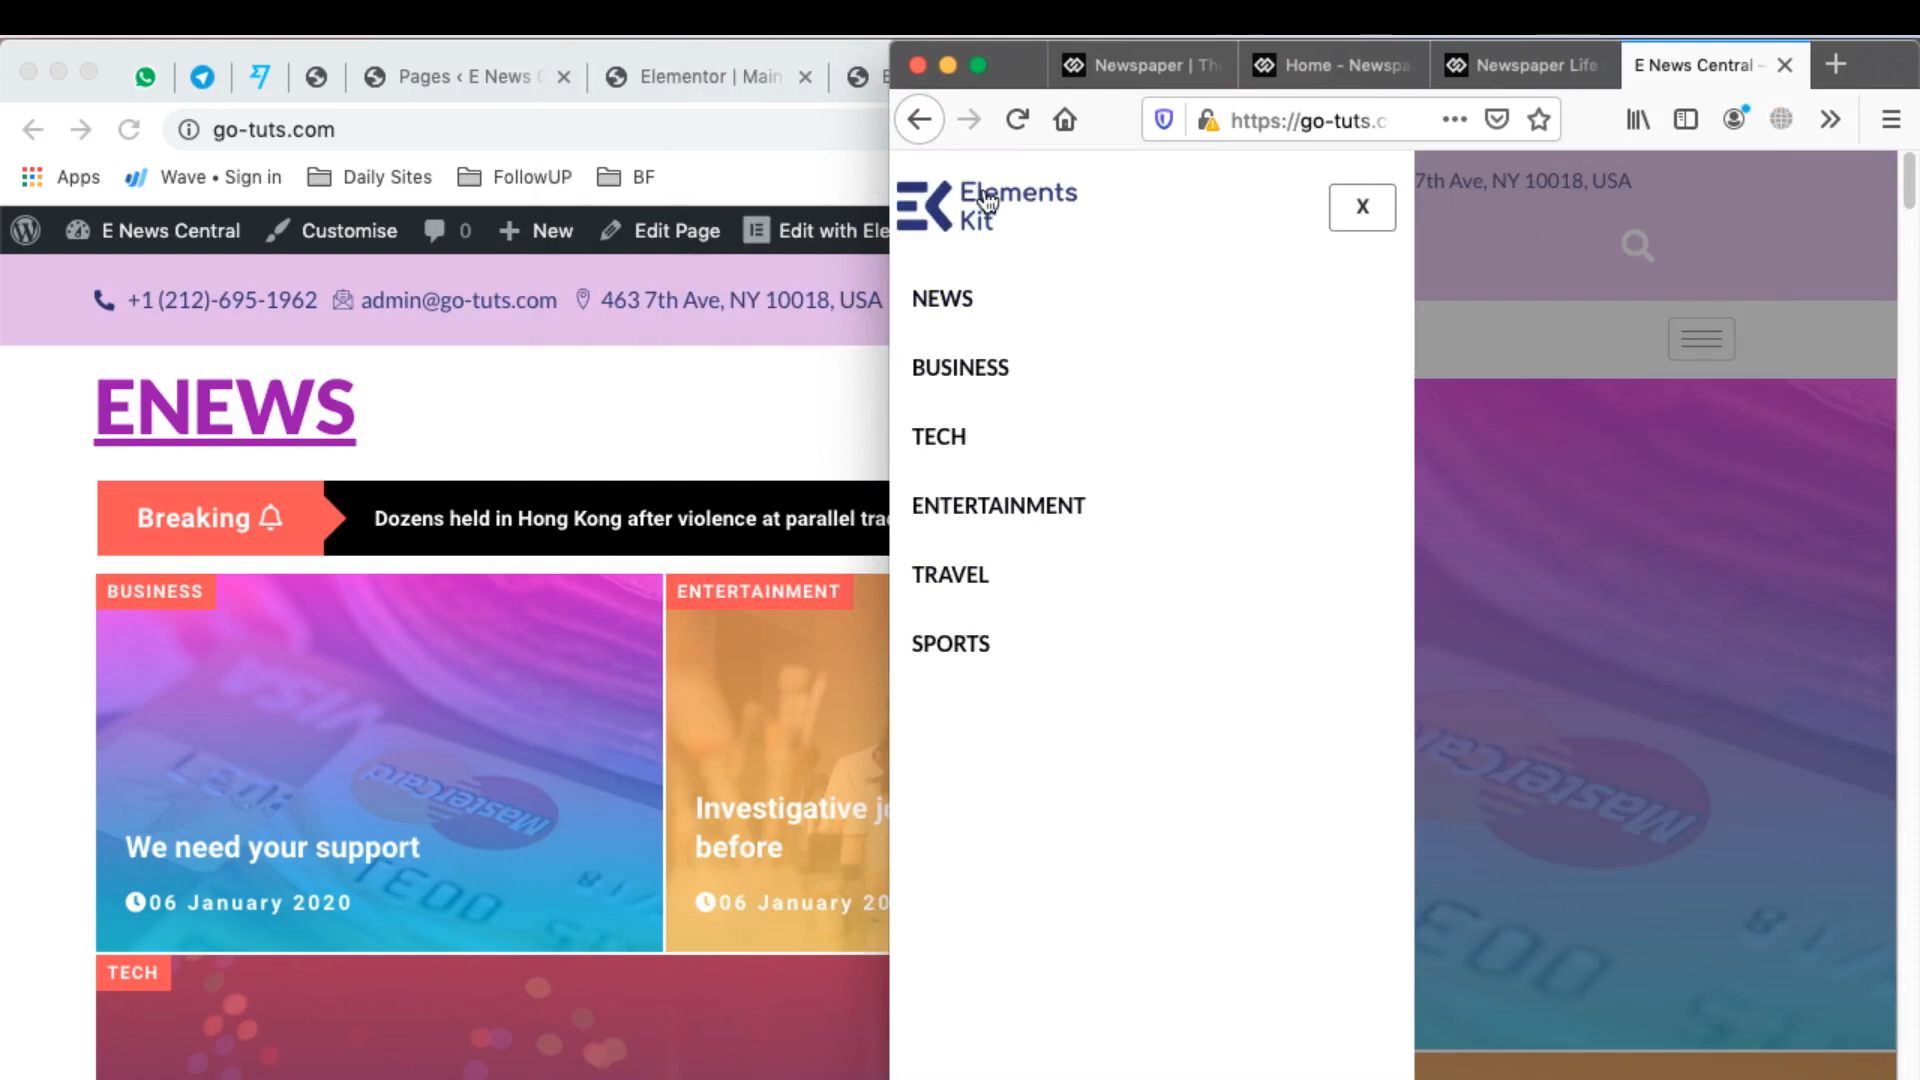 Pages ‹ E News C
Elementor | Main
E
go-tuts.com
Apps
Wave • Sign in
Daily Sites
FollowUP
BF
E News Central
Customise
0
New
Edit Page
Edit with Ele
+1 (212)-695-1962
admin@go-tuts.com
463 7th Ave, NY 10018, USA
ENEWS
Breaking
Dozens held in Hong Kong after violence at parallel tra
BUSINESS
VISA
MasterCard
We need your support
06 January 2020
ENTERTAINMENT
Investigative j
before
06 January 20
TECH
Newspaper | Th
Home - Newspa
Newspaper Life
E News Central -
https://go-tuts.c
Elements
Kit
X
NEWS
BUSINESS
TECH
ENTERTAINMENT
TRAVEL
SPORTS
7th Ave, NY 10018, USA
MasterCard